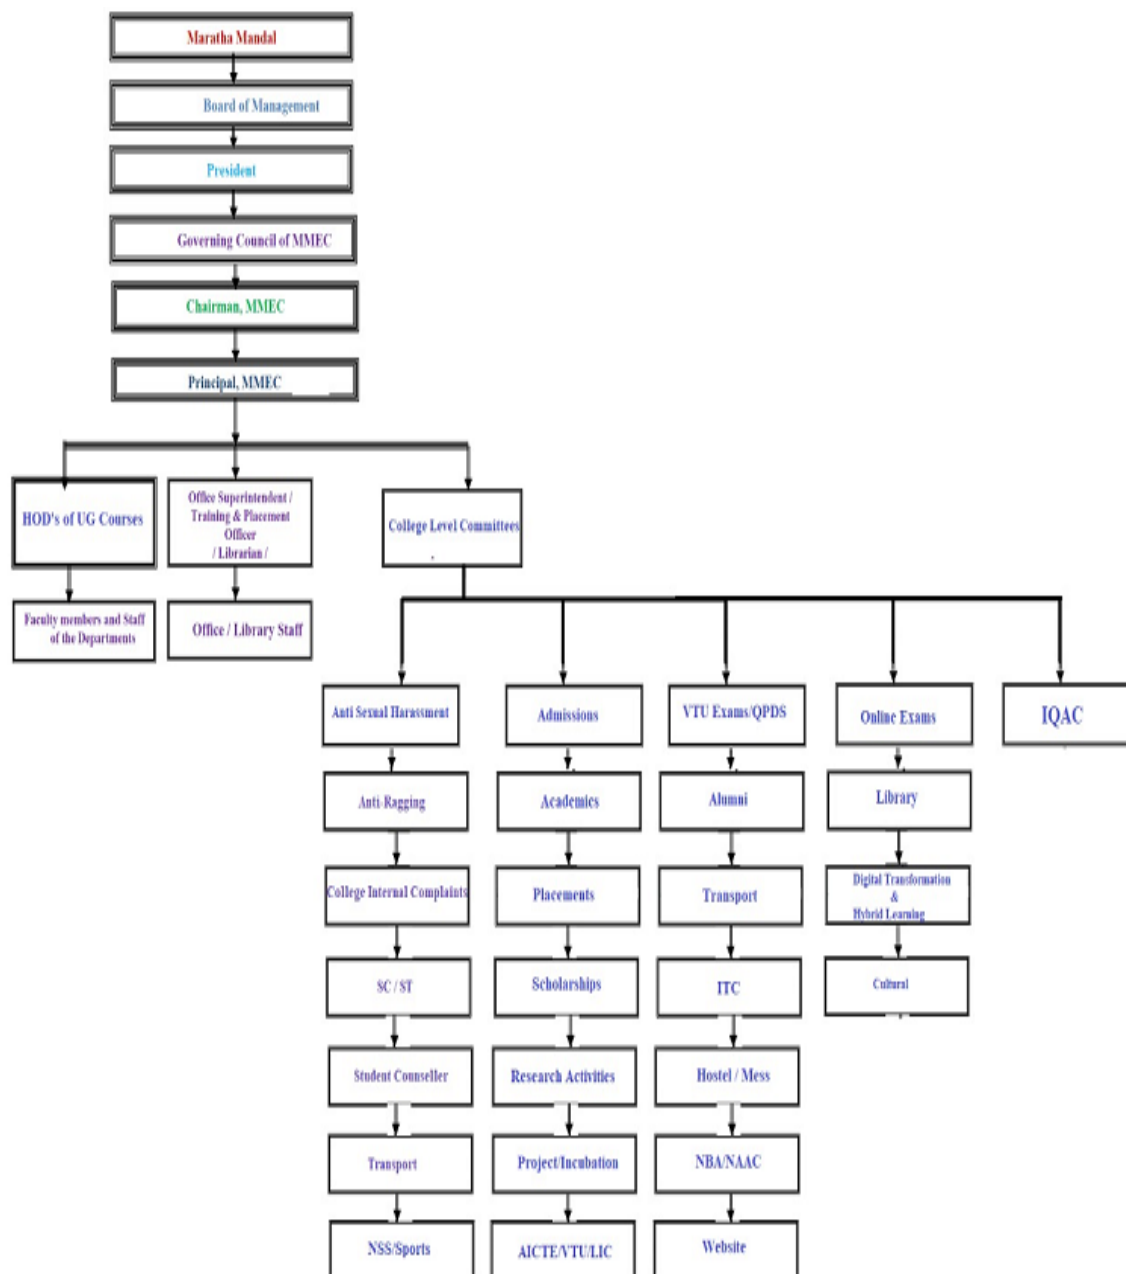 Maratha Mandal
Board of Management
President
Governing Council of MMEC
Chairman, MMEC
Principal, MMEC
HOD's of UG Courses
Office Superintendent /
Training & Placement
Officer
/ Librarian /
College Level Committees
Faculty members and Staff
of the Departments
Office / Library Staff
Anti Sexual Harassment
Admissions
VTU Exams/QPDS
Online Exams
IQAC
Anti-Ragging
Academics
Alumni
Library
College Internal Complaints
Placements
Transport
Digital Transformation
&
Hybrid Learning
SC / ST
Scholarships
ITC
Cultural
Student Counseller
Research Activities
Hostel / Mess
Transport
Project/Incubation
NBA/NAAC
NSS/Sports
AICTE/VTU/LIC
Website